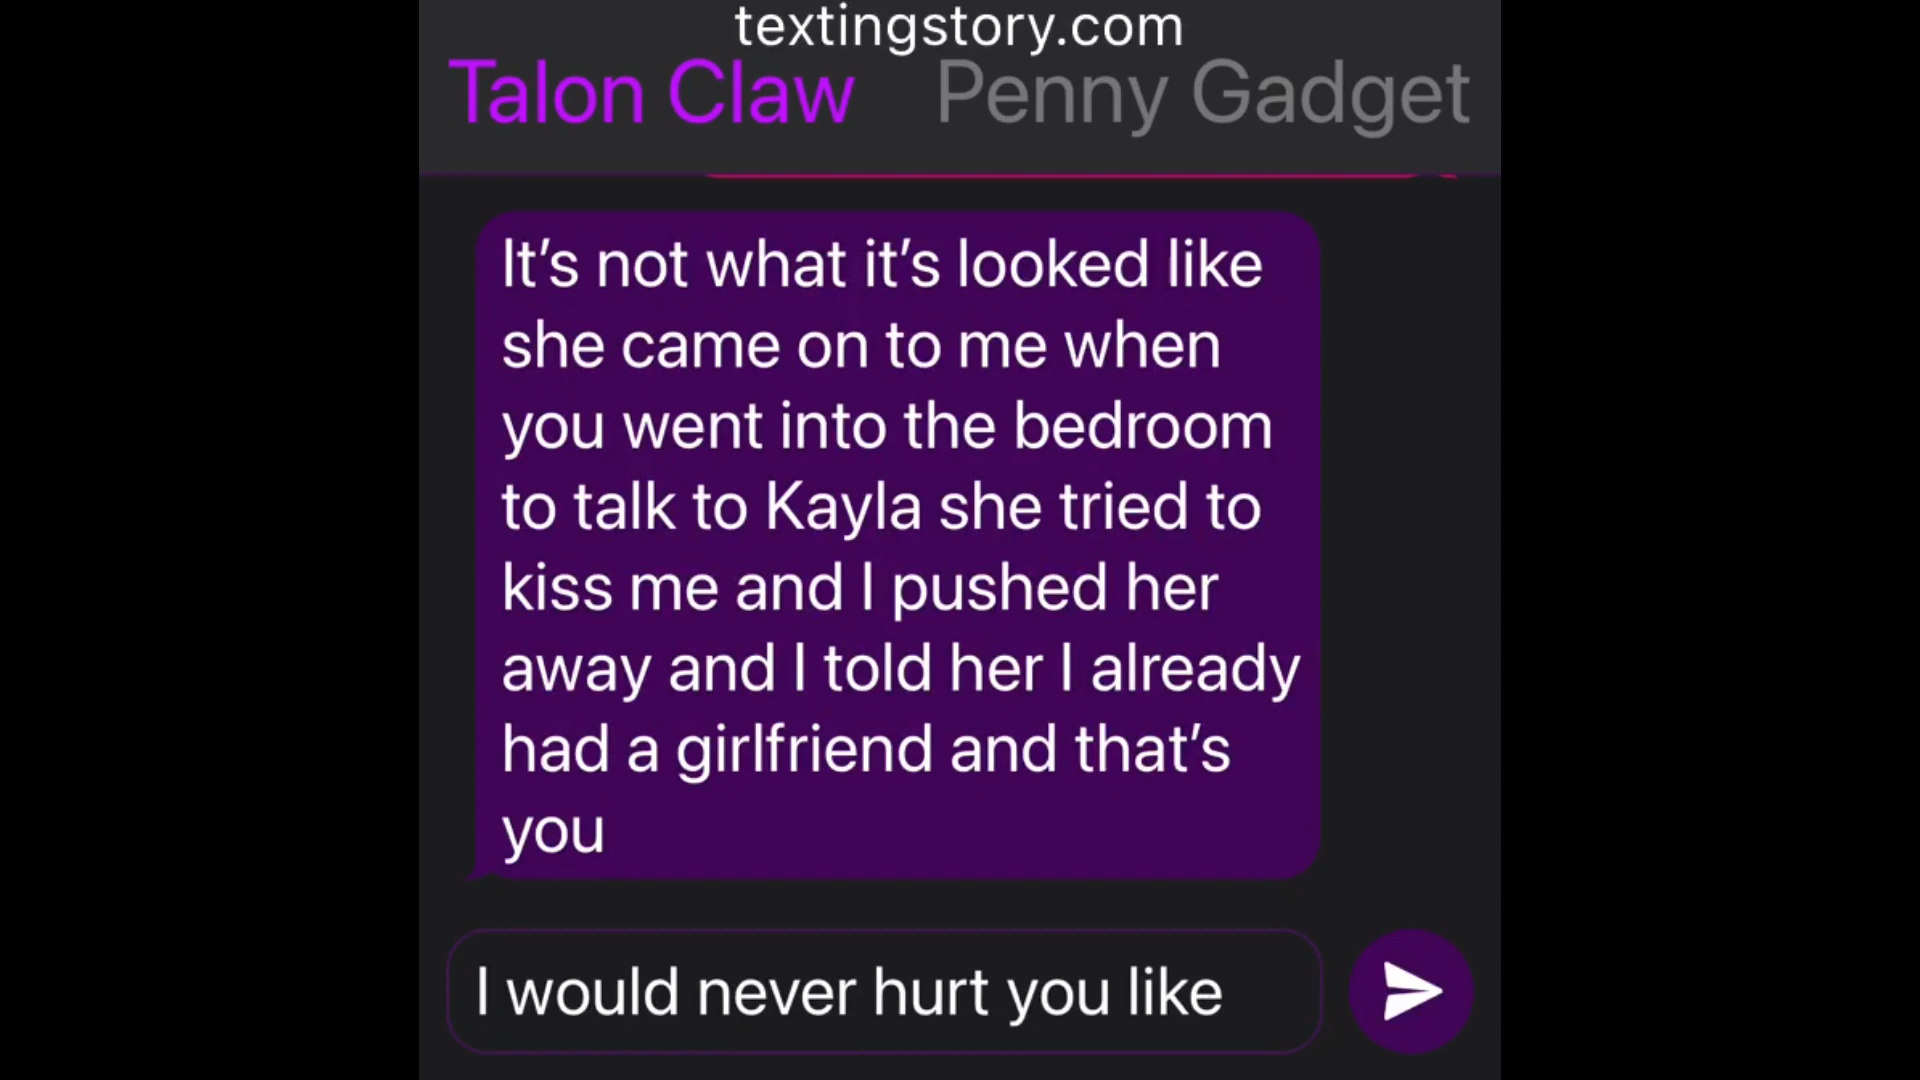 textingstory.com
Talon Claw Penny Gadget
It’s not what it’s looked like
she came on to me when
you went into the bedroom
to talk to Kayla she tried to
kiss me and I pushed her
away and I told her I already
had a girlfriend and that’s
you
I would never hurt you like